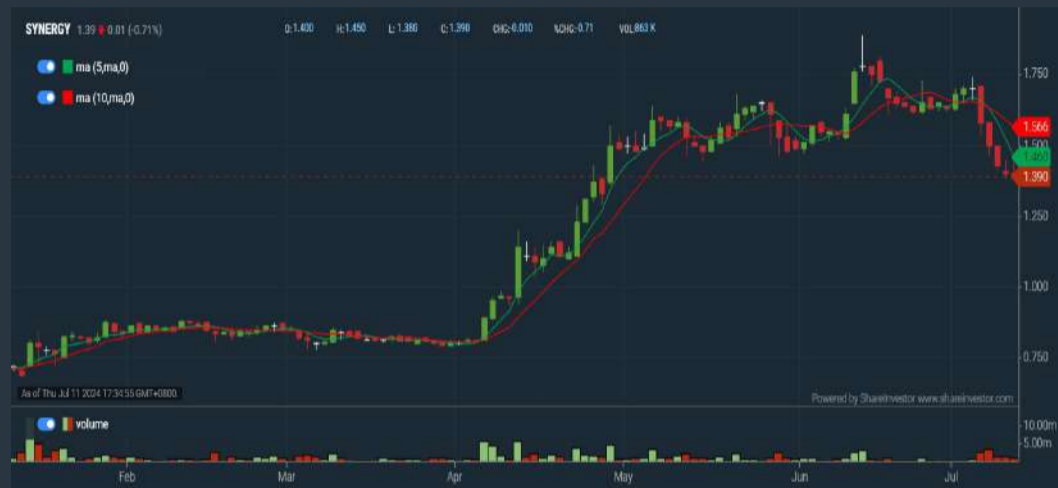 SYNERGY 1.39 0.01 (-0.71%) O: 1.400 H: 1.450 L: 1.380 C: 1.390 CHG:-0.010 %CHG:-0.71 VOL:863 K
ma (5,ma,0)
ma (10,ma,0)
1.750
1.566
1.500
1.460
1.390
1.250
1.000
0.750
As of Thu Jul 11 2024 17:34:55 GMT+0800.
Powered by ShareInvestor www.shareinvestor.com
volume
10.00m
5.00m
Feb Mar Apr May Jun Jul